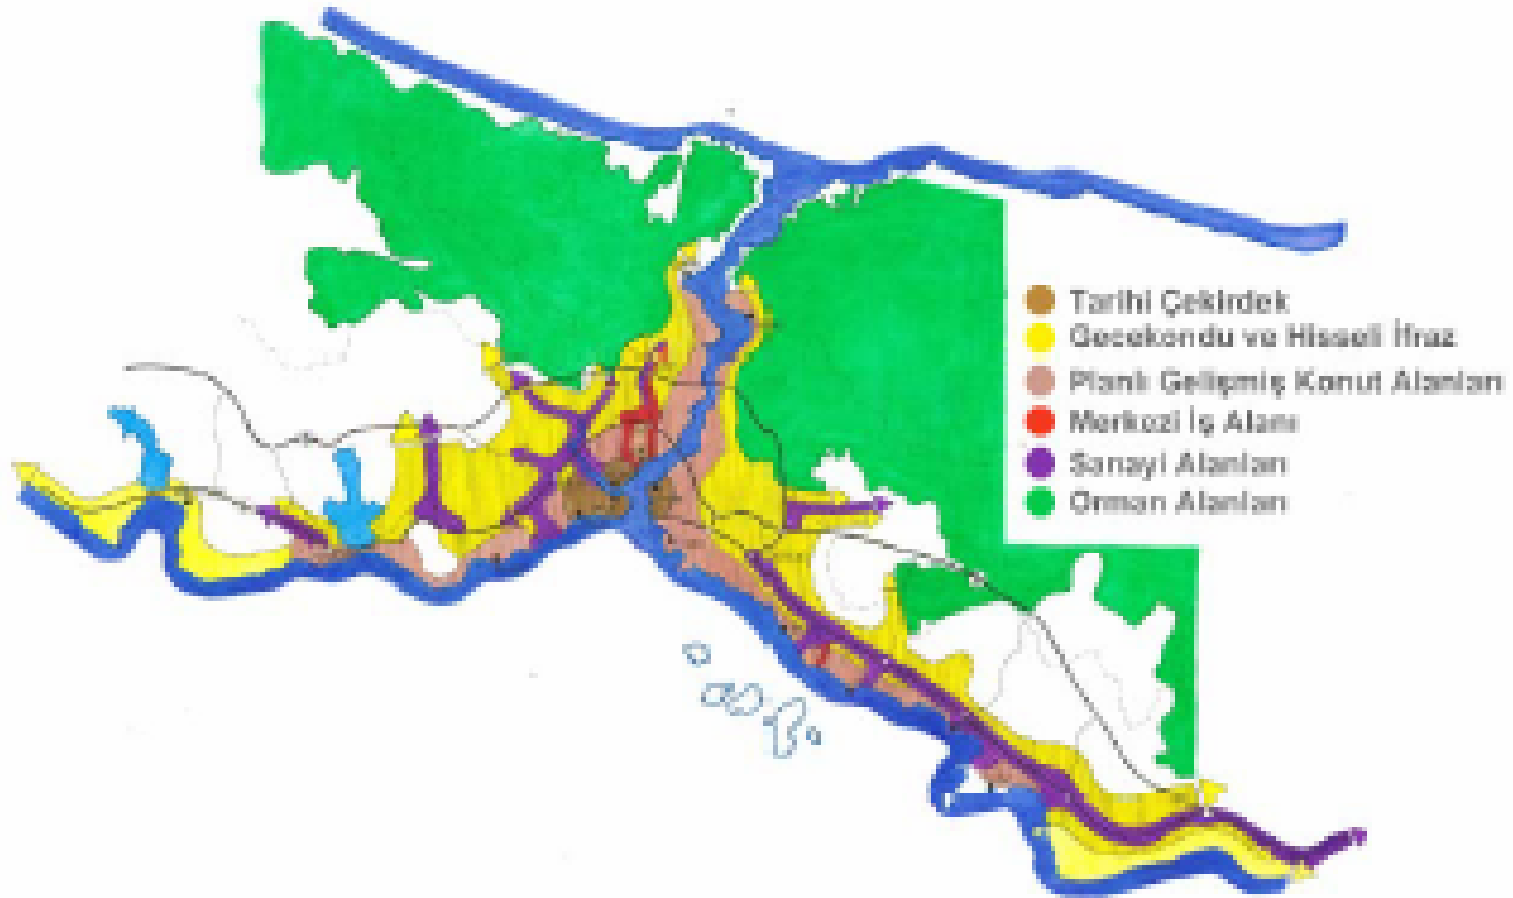 Tarihi Çekirdek
Gecekondu ve Hisseli İfraz
Planlı Gelişmiş Konut Alanları
Merkezi İş Alanı
Sanayi Alanları
Orman Alanları